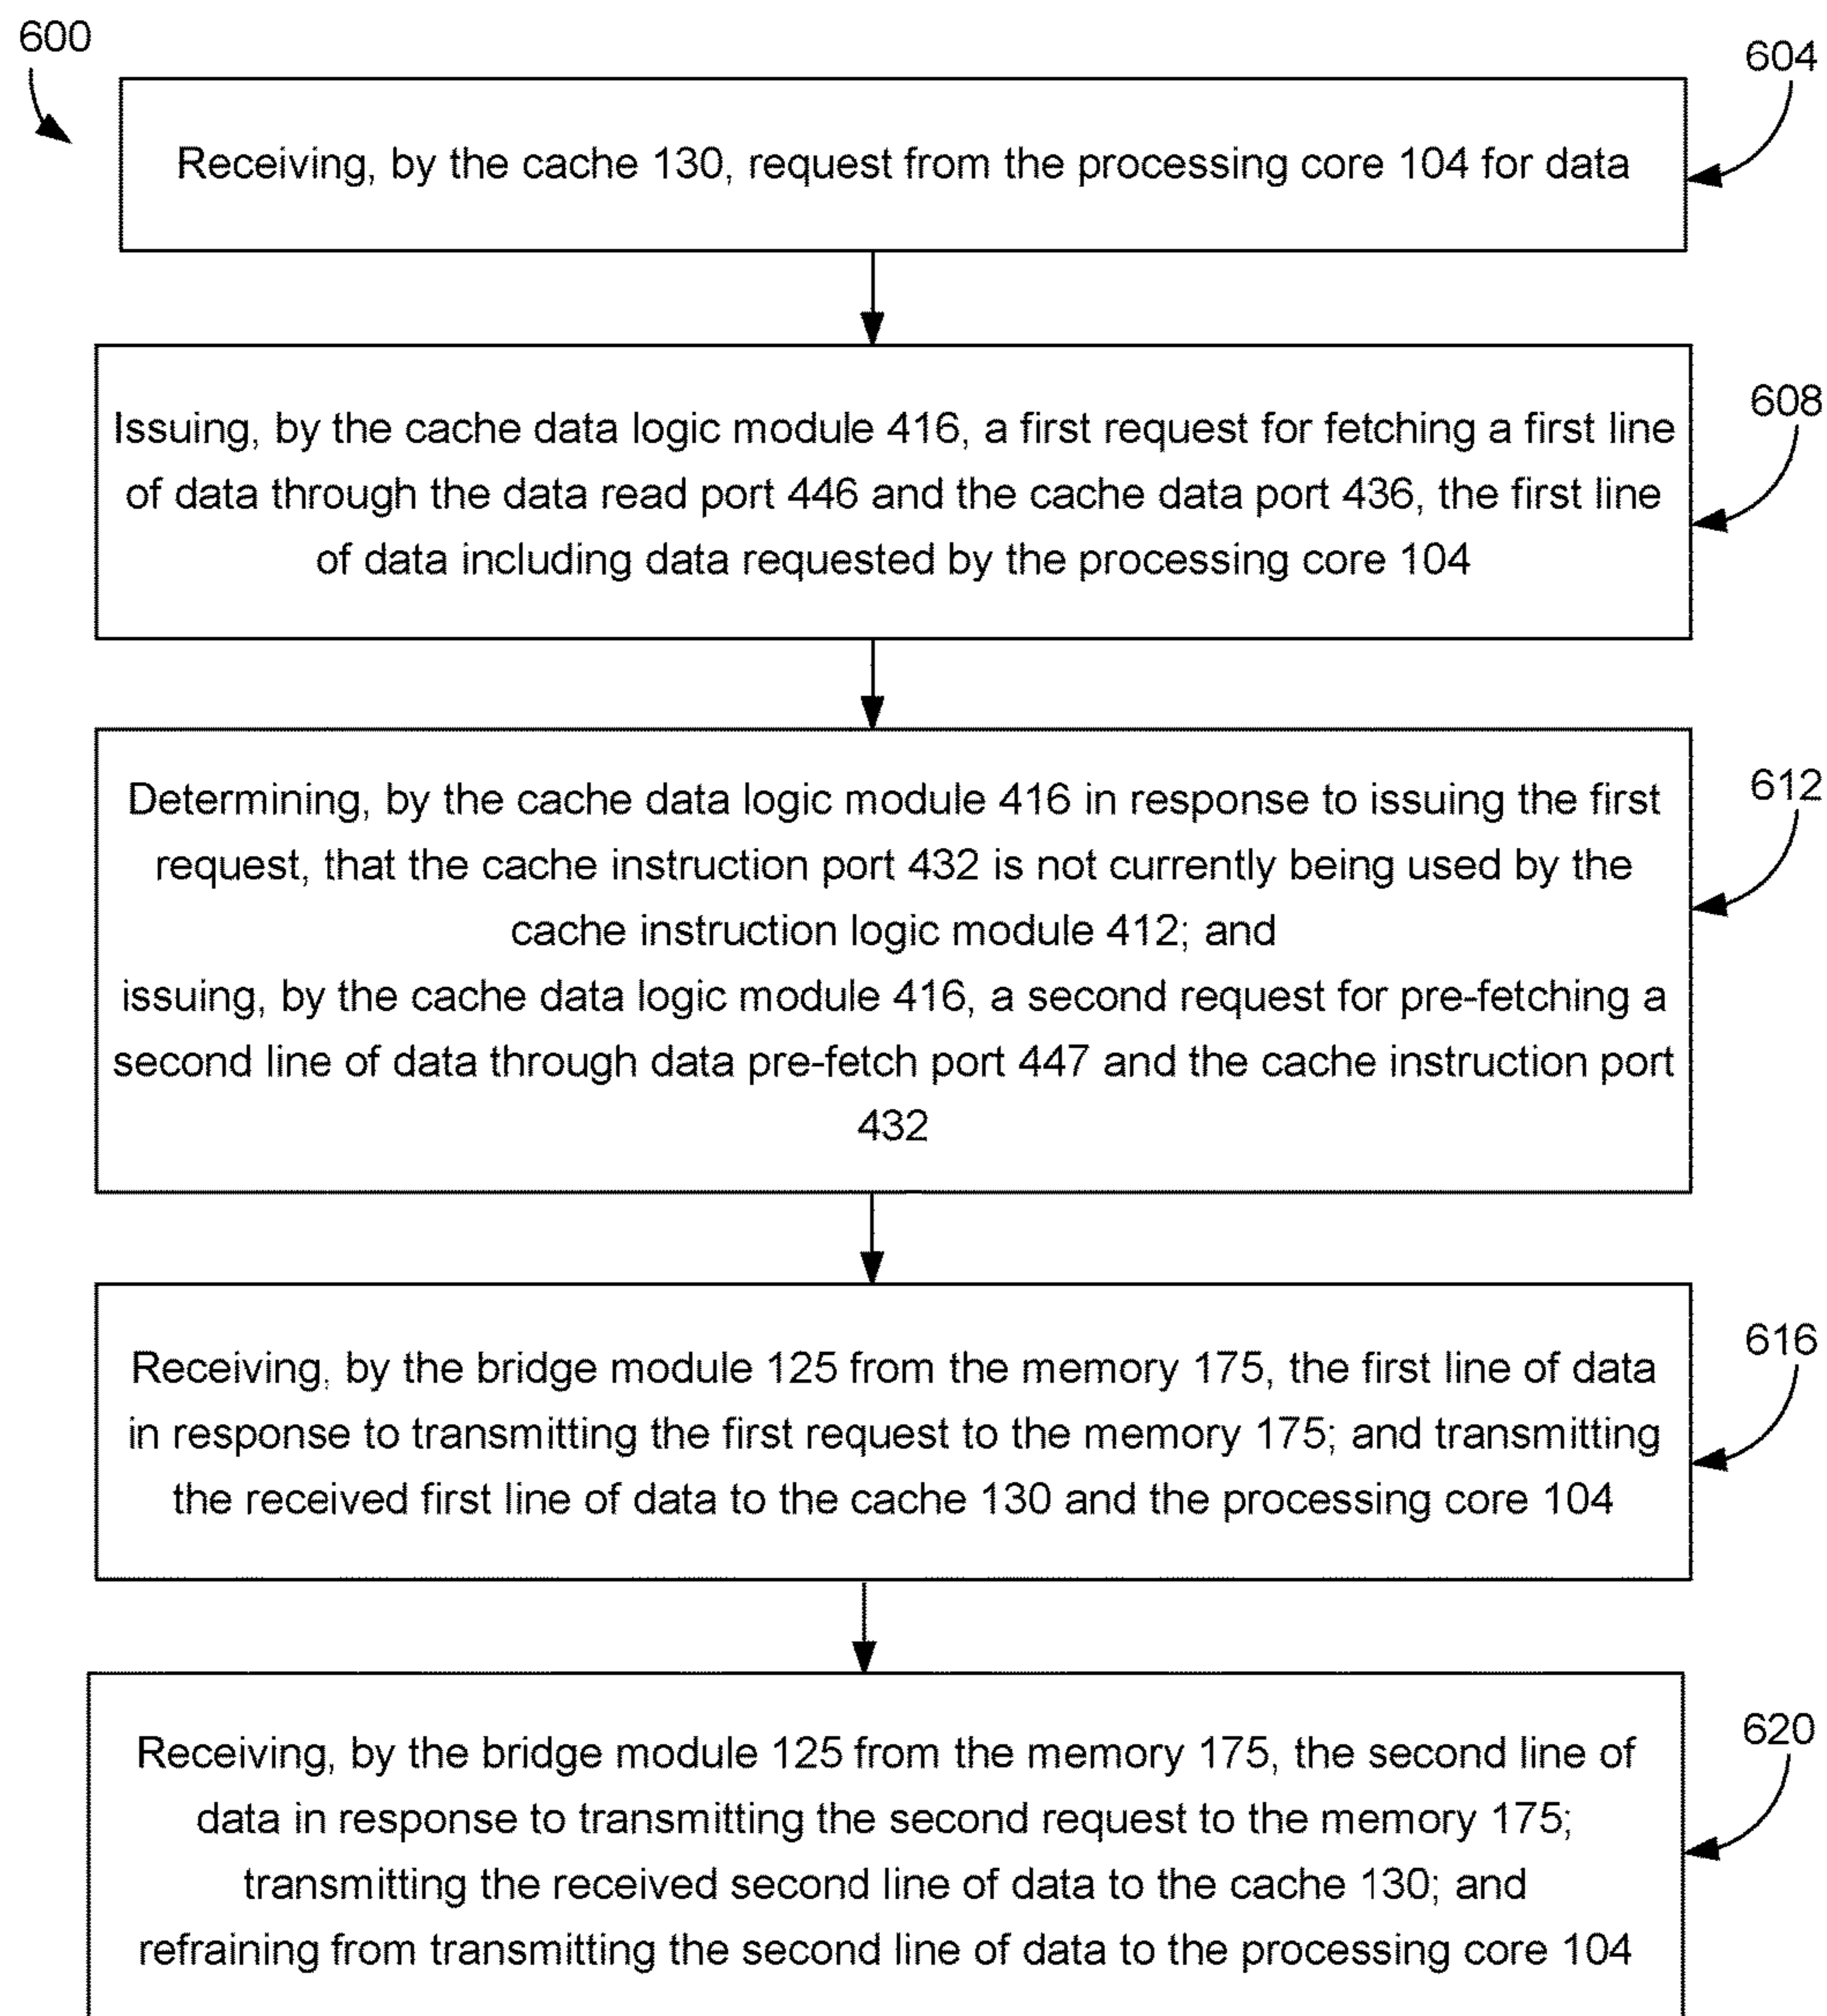 600
604
Receiving, by the cache 130, request from the processing core 104 for data
608
Issuing, by the cache data logic module 416, a first request for fetching a first line
of data through the data read port 446 and the cache data port 436, the first line
of data including data requested by the processing core 104
612
Determining, by the cache data logic module 416 in response to issuing the first
request, that the cache instruction port 432 is not currently being used by the
cache instruction logic module 412; and
issuing, by the cache data logic module 416, a second request for pre-fetching a
second line of data through data pre-fetch port 447 and the cache instruction port
432
616
Receiving, by the bridge module 125 from the memory 175, the first line of data
in response to transmitting the first request to the memory 175; and transmitting
the received first line of data to the cache 130 and the processing core 104
620
Receiving, by the bridge module 125 from the memory 175, the second line of
data in response to transmitting the second request to the memory 175;
transmitting the received second line of data to the cache 130; and
refraining from transmitting the second line of data to the processing core 104